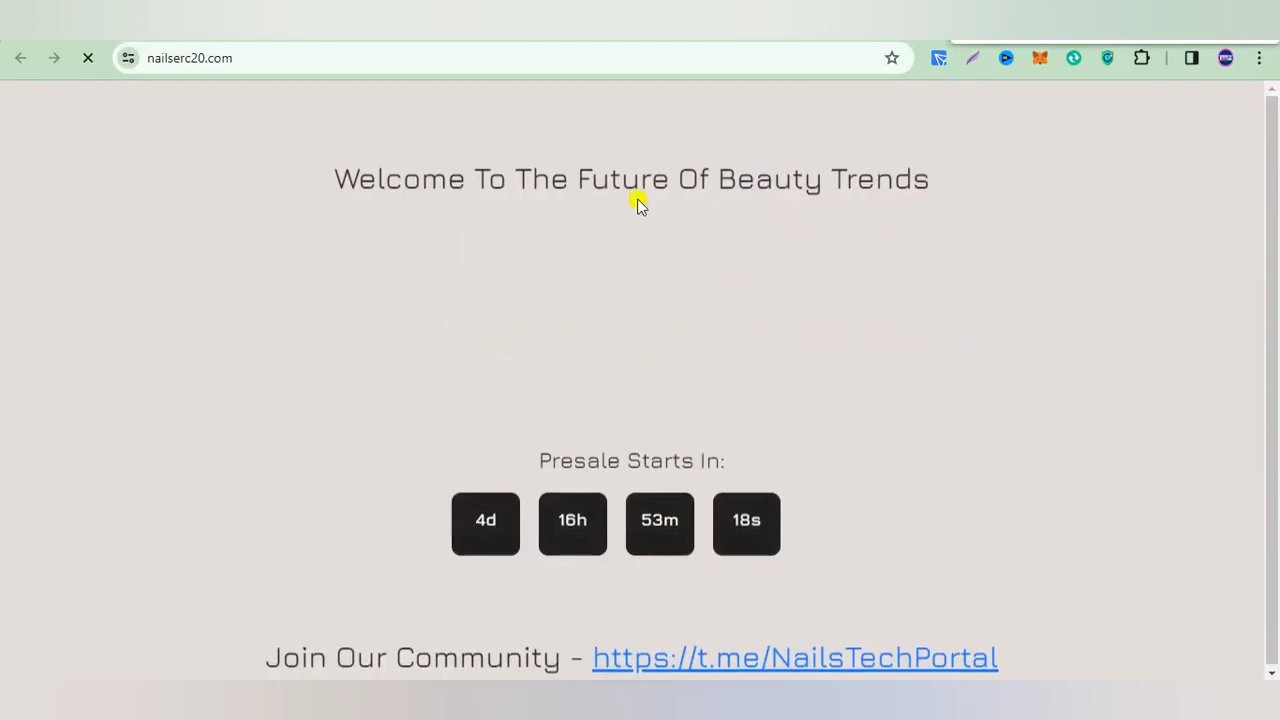 nailserc20.com
Welcome To The Future Of Beauty Trends
Presale Starts In:
4d 16h 53m 18s
Join Our Community - https://t.me/NailsTechPortal